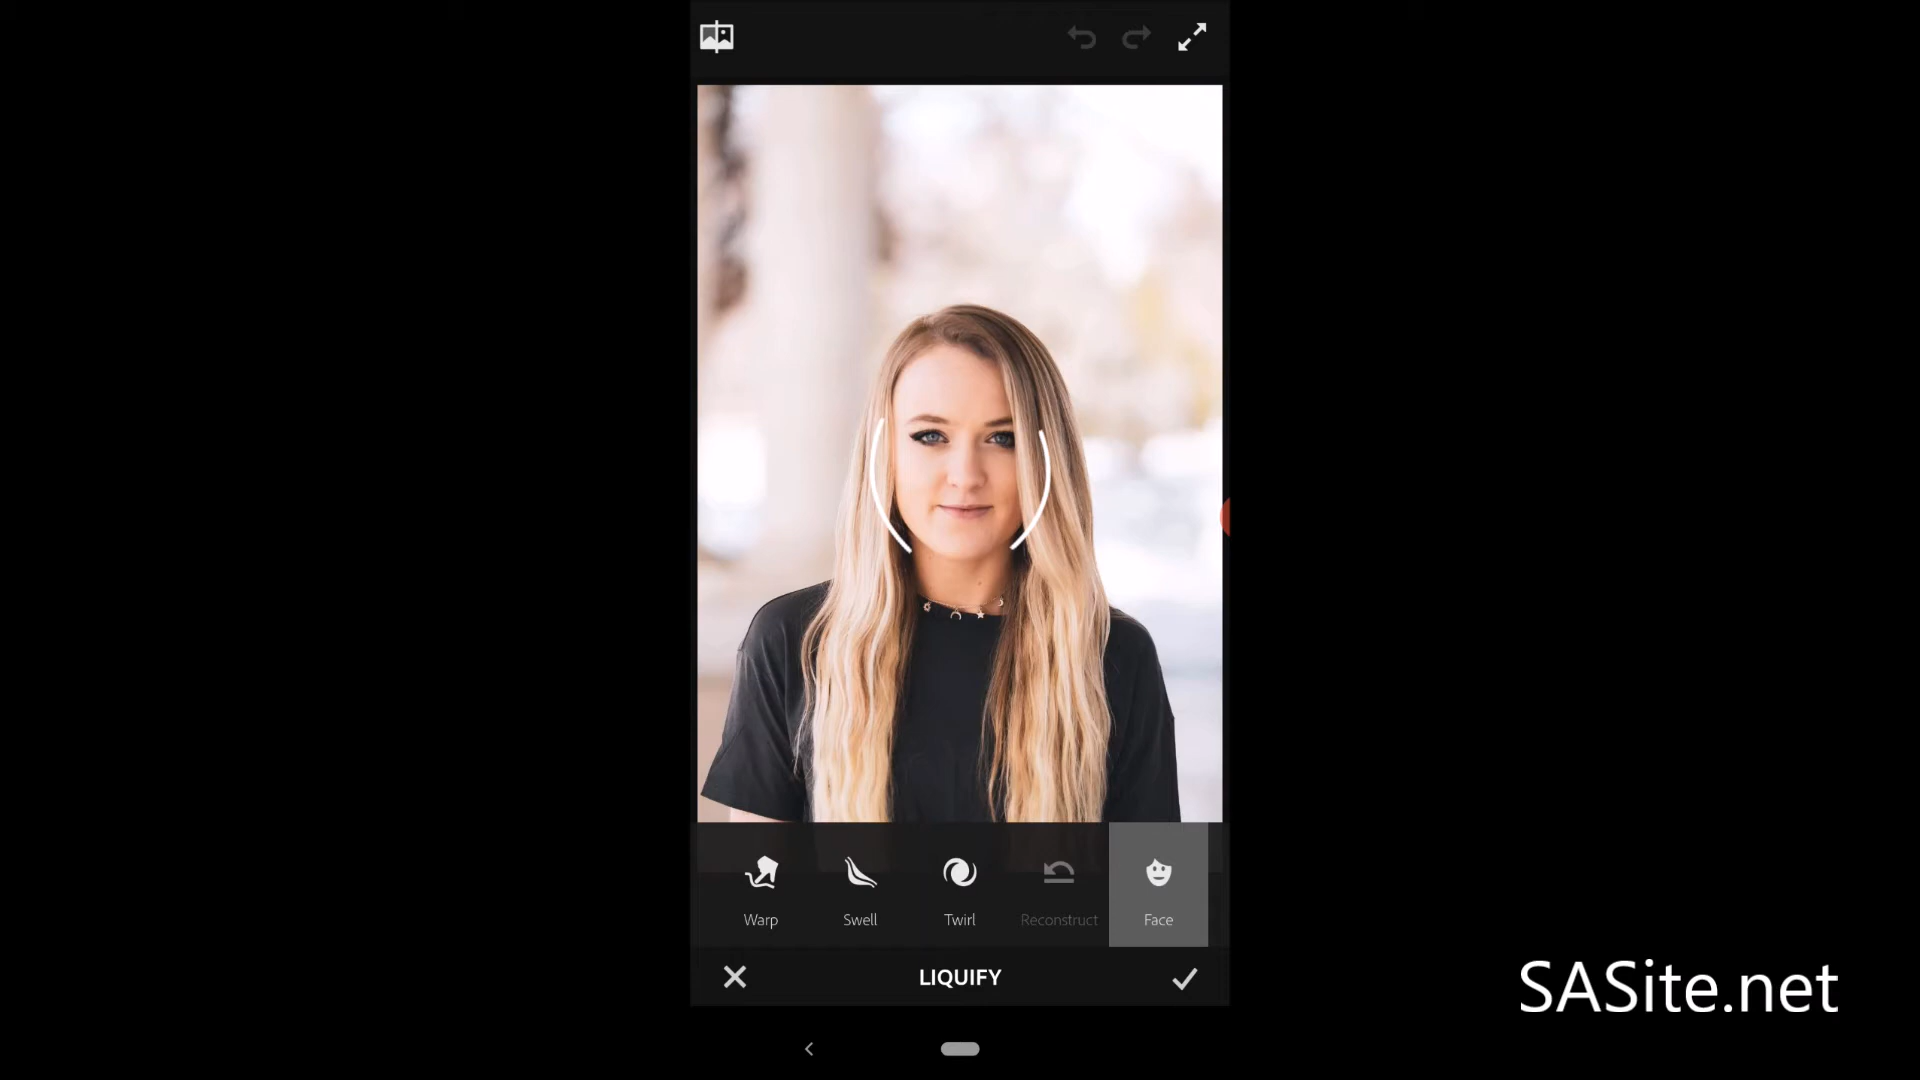 Warp
Swell
Twirl
Reconstruct
Face
LIQUIFY
SASite.net